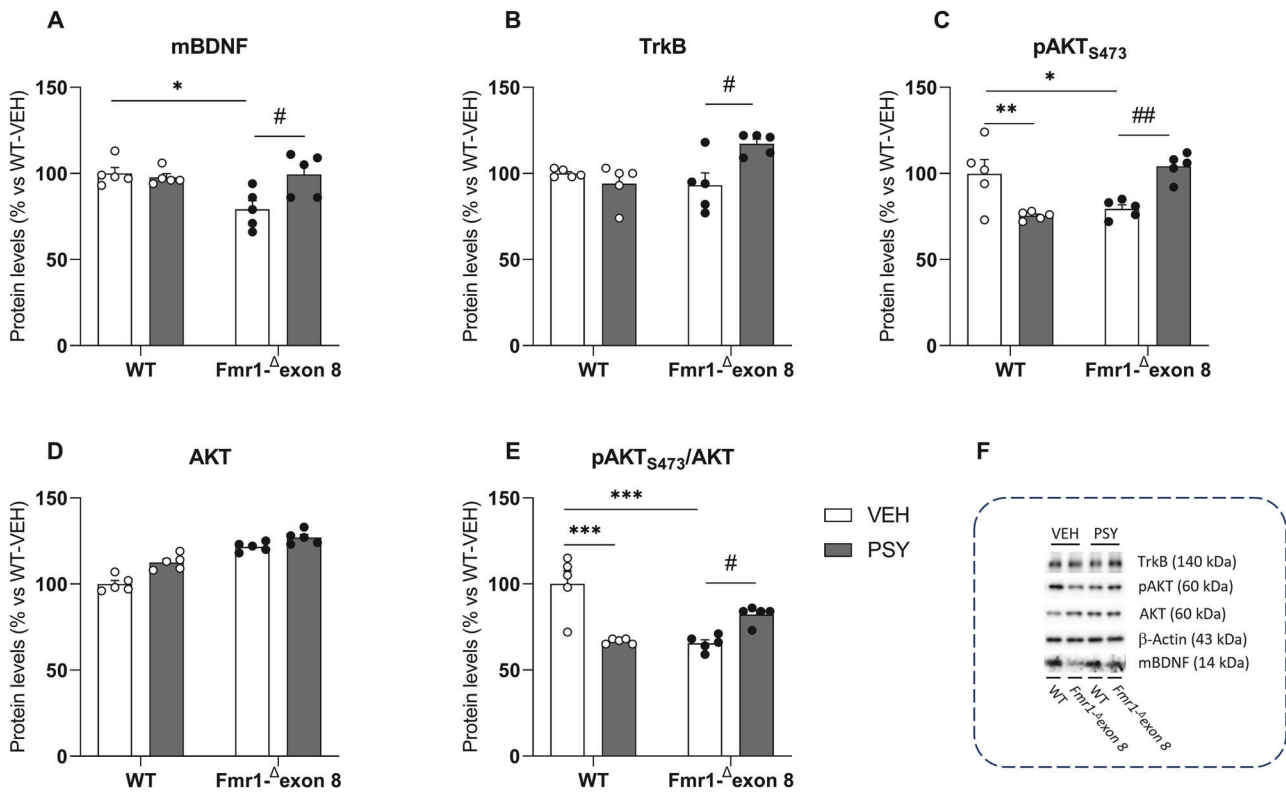 A
mBDNF
Protein levels (% vs WT-VEH)
150
100
50
0
*
#
WT
Fmr1-Δexon 8
B
TrkB
Protein levels (% vs WT-VEH)
150
100
50
0
#
WT
Fmr1-Δexon 8
C
pAKTS473
Protein levels (% vs WT-VEH)
150
100
50
0
*
**
##
WT
Fmr1-Δexon 8
D
AKT
Protein levels (% vs WT-VEH)
150
100
50
0
WT
Fmr1-Δexon 8
E
pAKTS473/AKT
Protein levels (% vs WT-VEH)
150
100
50
0
***
***
#
WT
Fmr1-Δexon 8
VEH
PSY
F
VEH PSY
TrkB (140 kDa)
pAKT (60 kDa)
AKT (60 kDa)
β-Actin (43 kDa)
mBDNF (14 kDa)
WT
Fmr1-Δexon 8
WT
Fmr1-Δexon 8